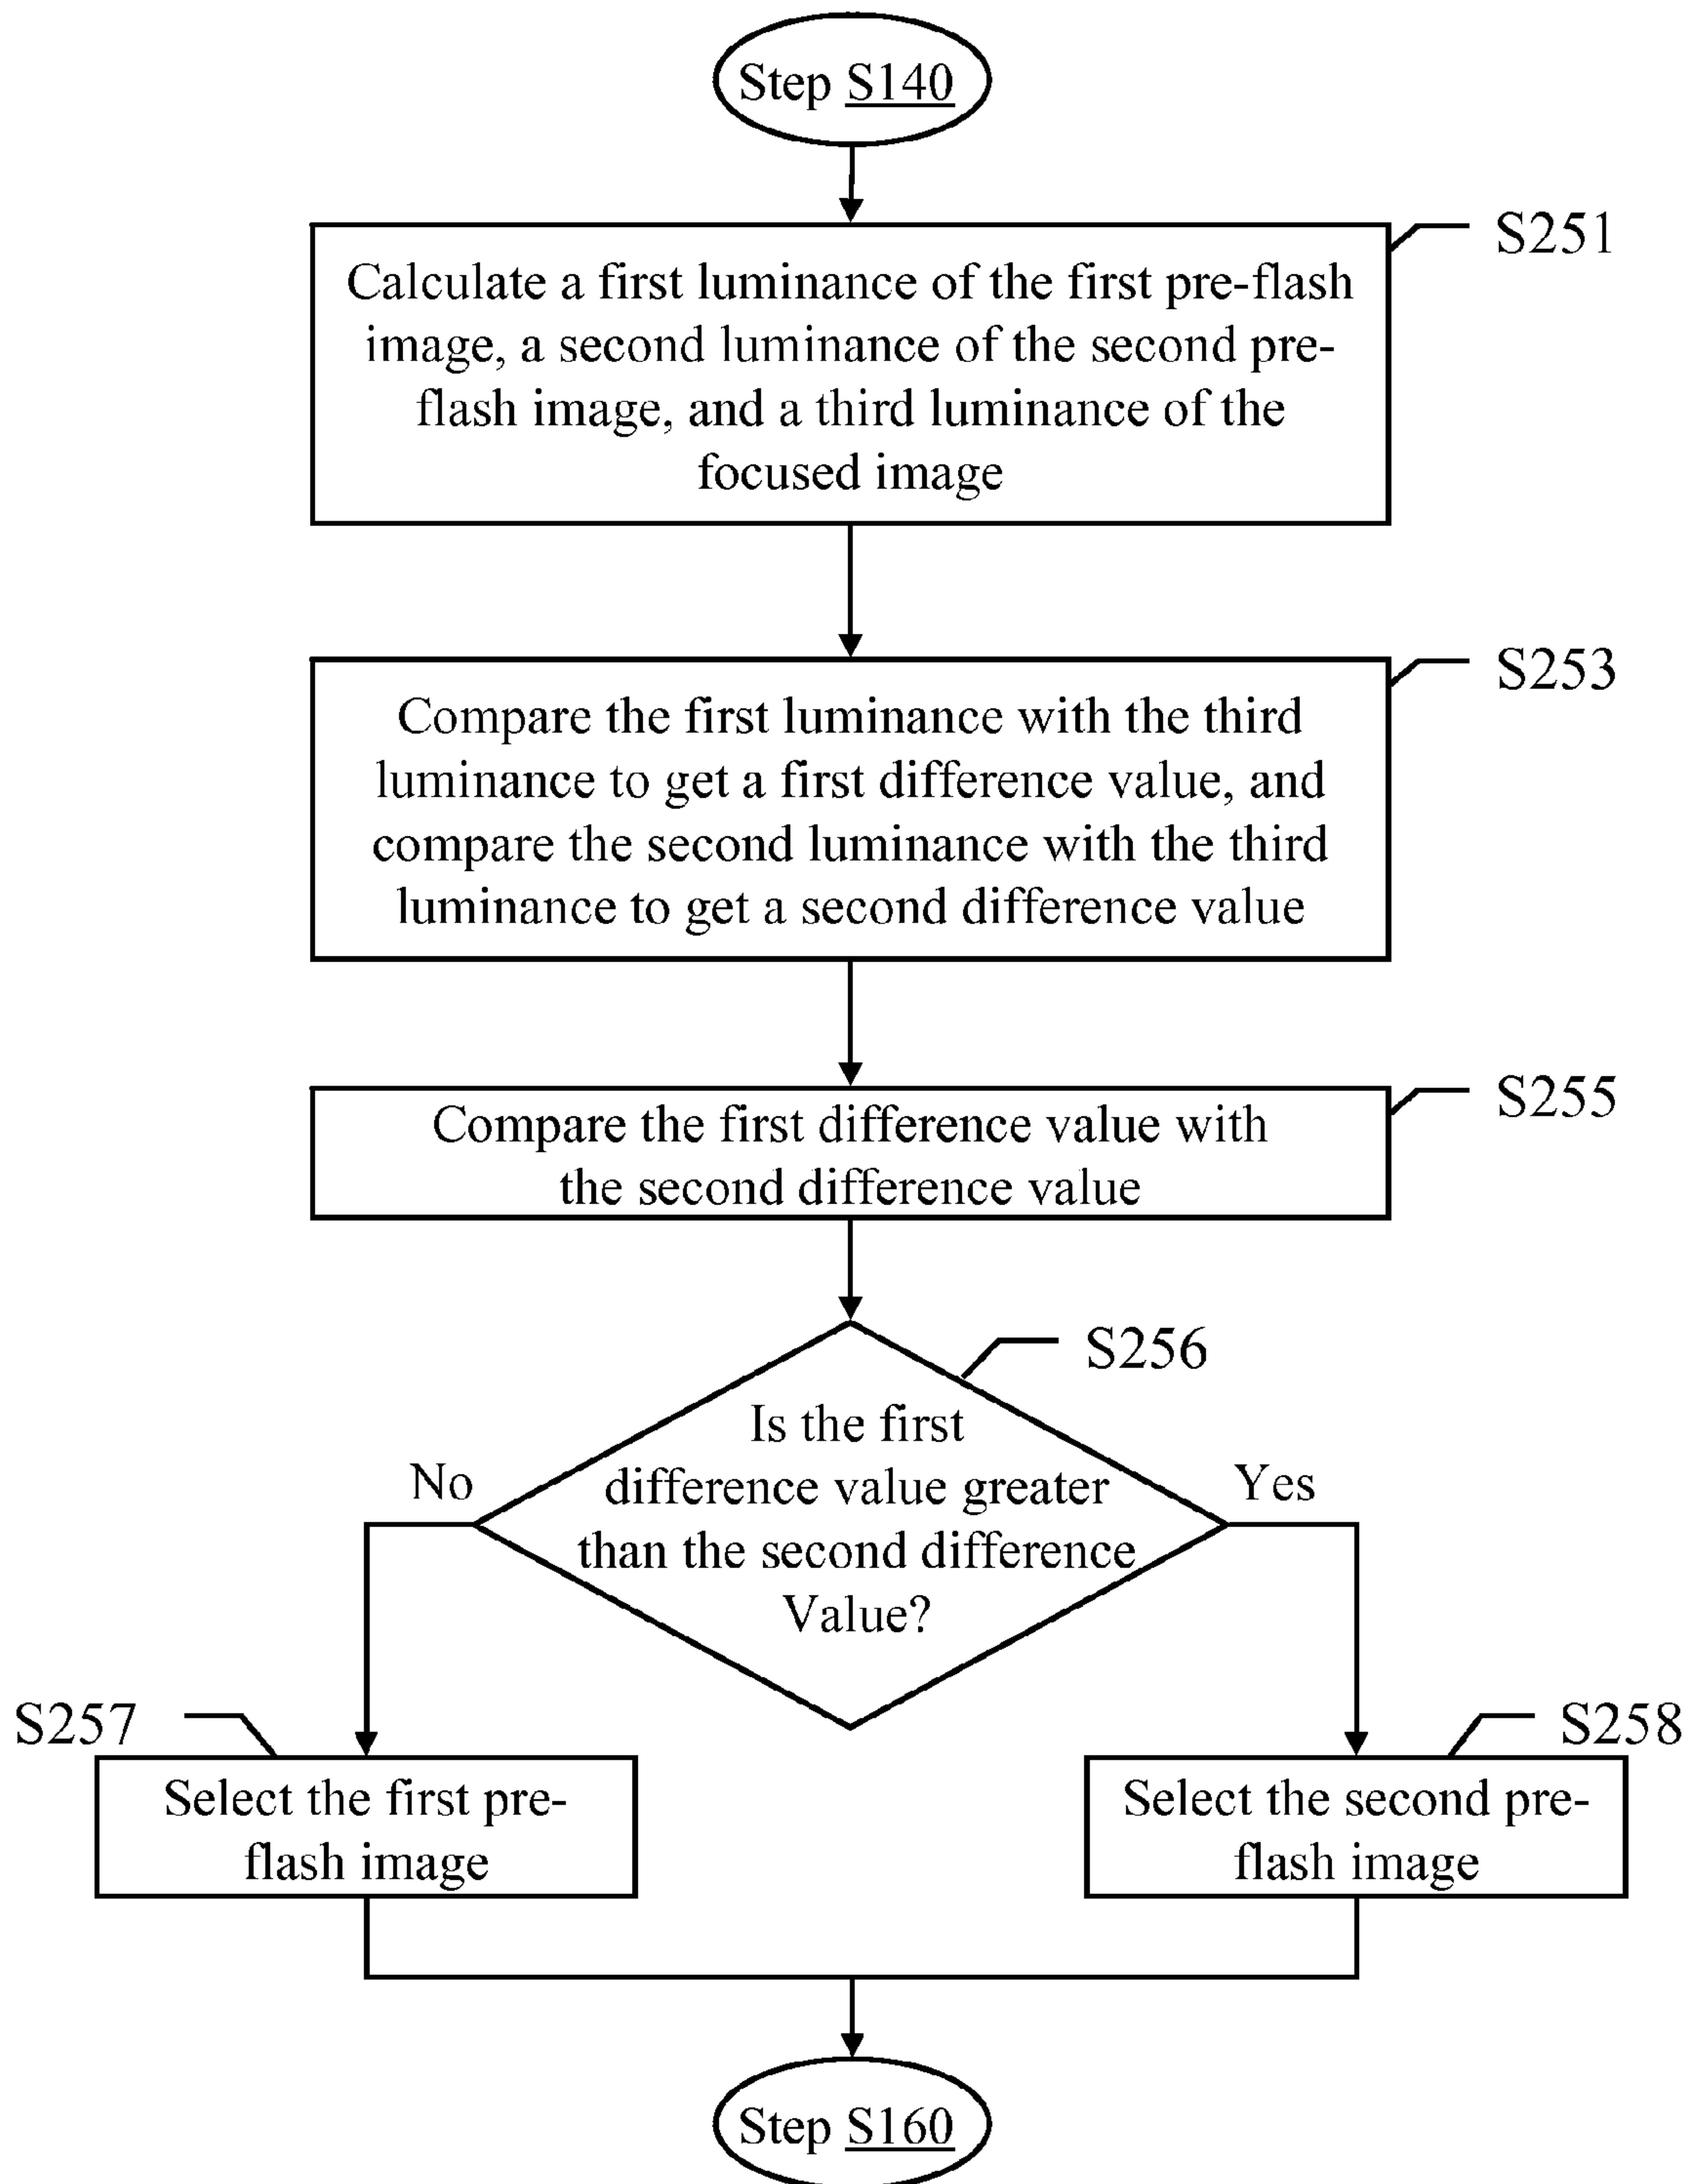 Step S140
S251
Calculate a first luminance of the first pre-flash
image, a second luminance of the second pre-
flash image, and a third luminance of the
focused image
S253
Compare the first luminance with the third
luminance to get a first difference value, and
compare the second luminance with the third
luminance to get a second difference value
S255
Compare the first difference value with
the second difference value
S256
Is the first
difference value greater
than the second difference
Value?
No
Yes
S257
Select the first pre-
flash image
S258
Select the second pre-
flash image
Step S160